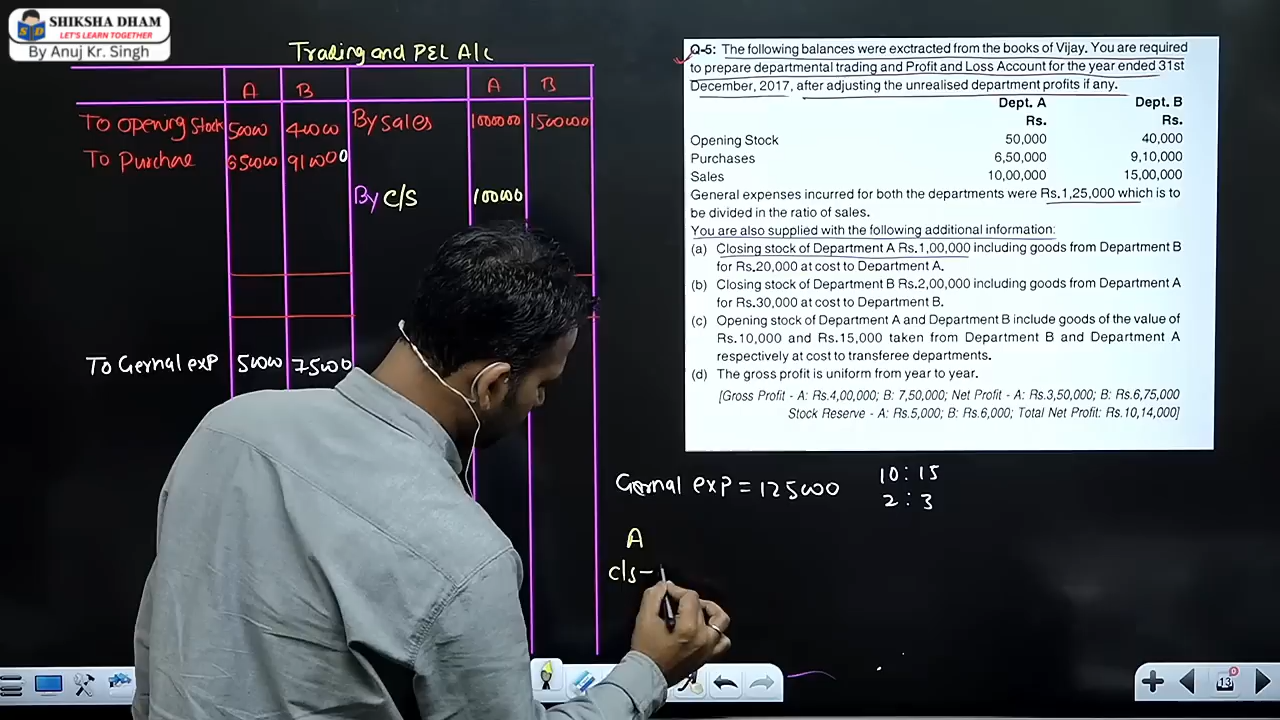 SHIKSHA DHAM
LET'S LEARN TOGETHER
By Anuj Kr. Singh
Trading and P&L A/c
A B A B
To Opening Stock 50000 40000 By Sales 1000000 1500000
To Purchase 650000 910000
By C/S 100000
To Gernal exp 50000 75000
Q-5: The following balances were exctracted from the books of Vijay. You are required
to prepare departmental trading and Profit and Loss Account for the year ended 31st
December, 2017, after adjusting the unrealised department profits if any.
Dept. A Dept. B
Rs. Rs.
Opening Stock 50,000 40,000
Purchases 6,50,000 9,10,000
Sales 10,00,000 15,00,000
General expenses incurred for both the departments were Rs.1,25,000 which is to
be divided in the ratio of sales.
You are also supplied with the following additional information:
(a) Closing stock of Department A Rs.1,00,000 including goods from Department B
for Rs.20,000 at cost to Department A.
(b) Closing stock of Department B Rs.2,00,000 including goods from Department A
for Rs.30,000 at cost to Department B.
(c) Opening stock of Department A and Department B include goods of the value of
Rs.10,000 and Rs.15,000 taken from Department B and Department A
respectively at cost to transferee departments.
(d) The gross profit is uniform from year to year.
[Gross Profit - A: Rs.4,00,000; B: 7,50,000; Net Profit - A: Rs.3,50,000; B: Rs.6,75,000
Stock Reserve - A: Rs.5,000; B: Rs.6,000; Total Net Profit: Rs.10,14,000]
Gernal exp = 125000 10 : 15
2 : 3
A
C/S –
13